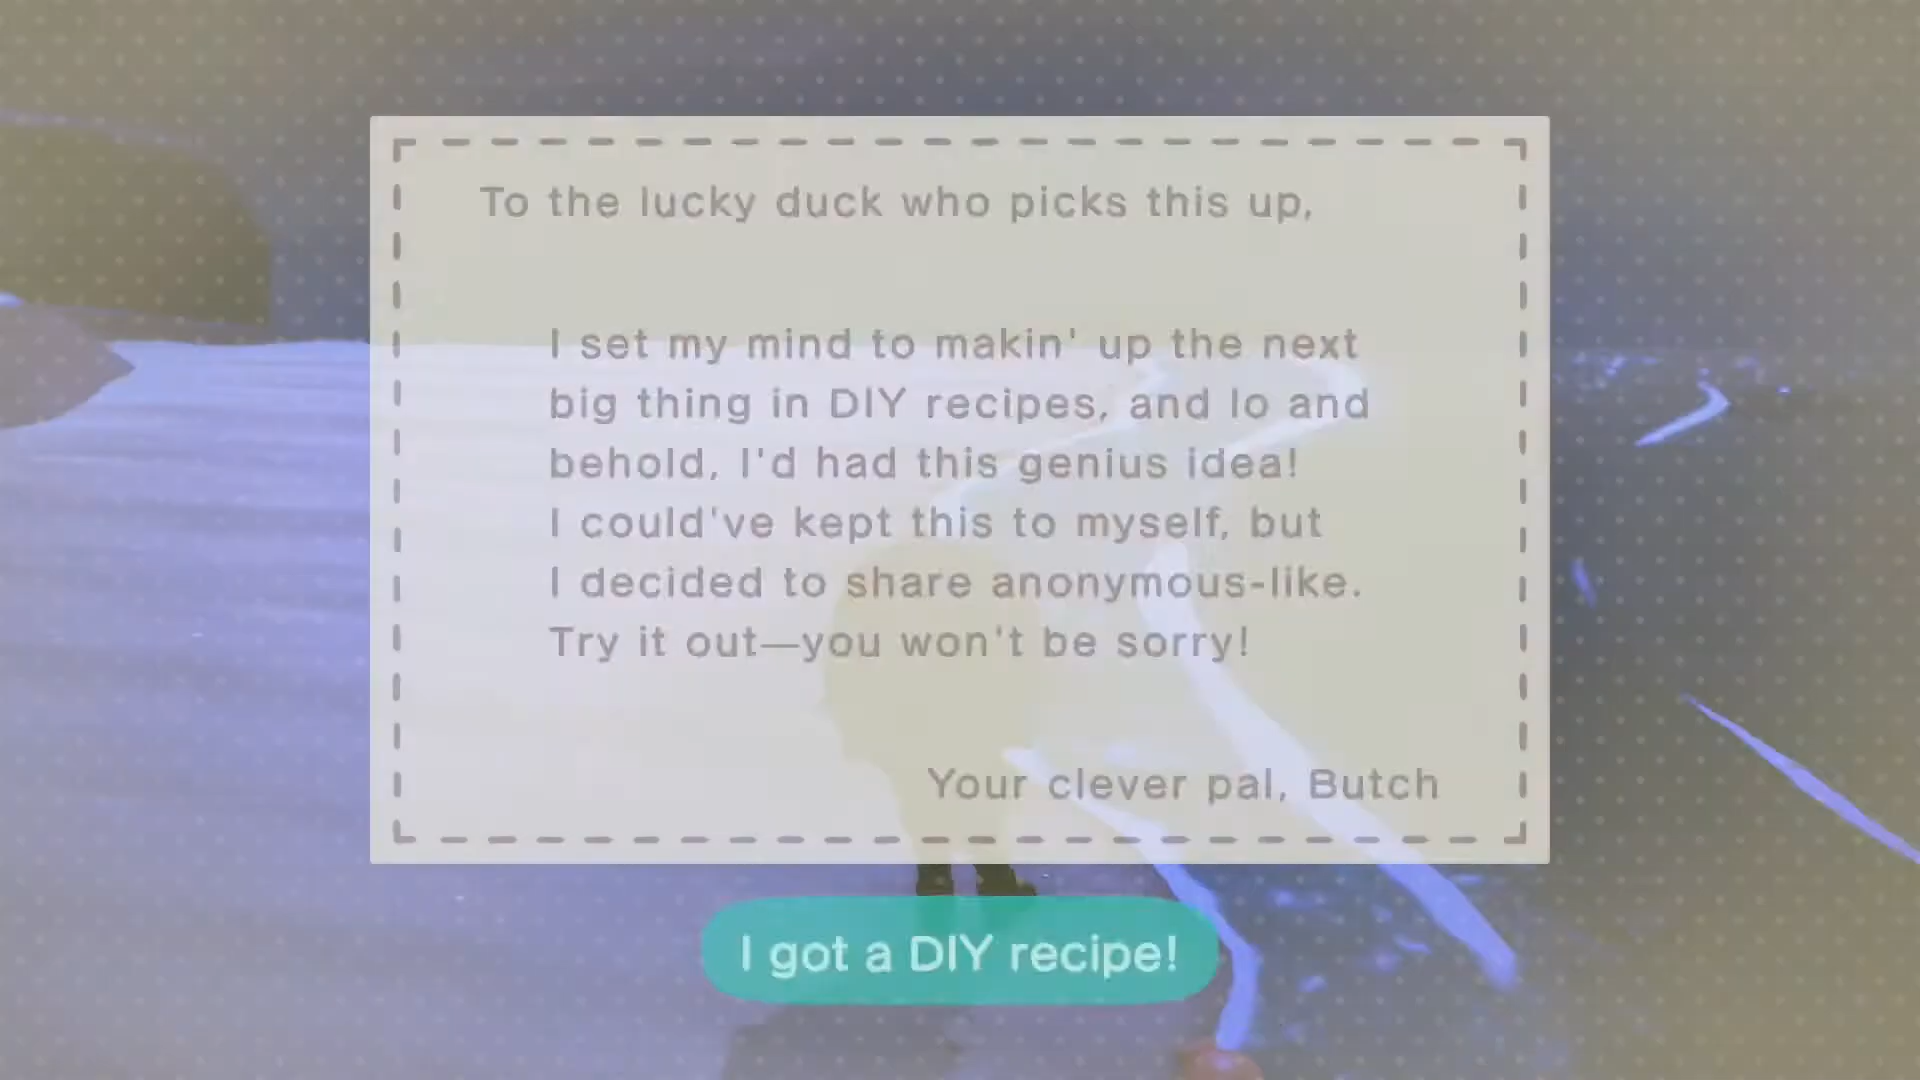 To the lucky duck who picks this up,
I set my mind to makin' up the next
big thing in DIY recipes, and lo and
behold, I'd had this genius idea!
I could've kept this to myself, but
I decided to share anonymous-like.
Try it out—you won't be sorry!
Your clever pal, Butch
I got a DIY recipe!